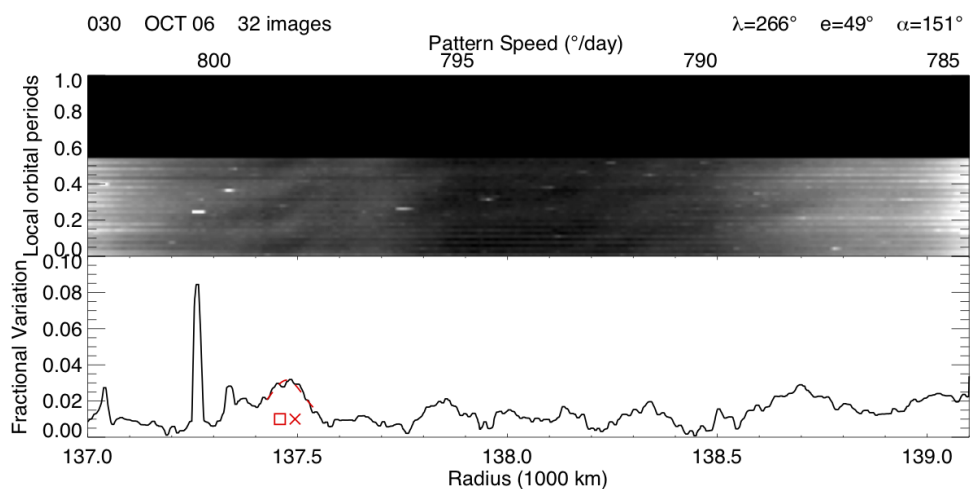 030 OCT 06 32 images λ=266° e=49° α=151°
Pattern Speed (°/day)
800 795 790 785
Local orbital periods
1.0
0.8
0.6
0.4
0.2
0.0
Fractional Variation
0.10
0.08
0.06
0.04
0.02
0.00
137.0 137.5 138.0 138.5 139.0
Radius (1000 km)